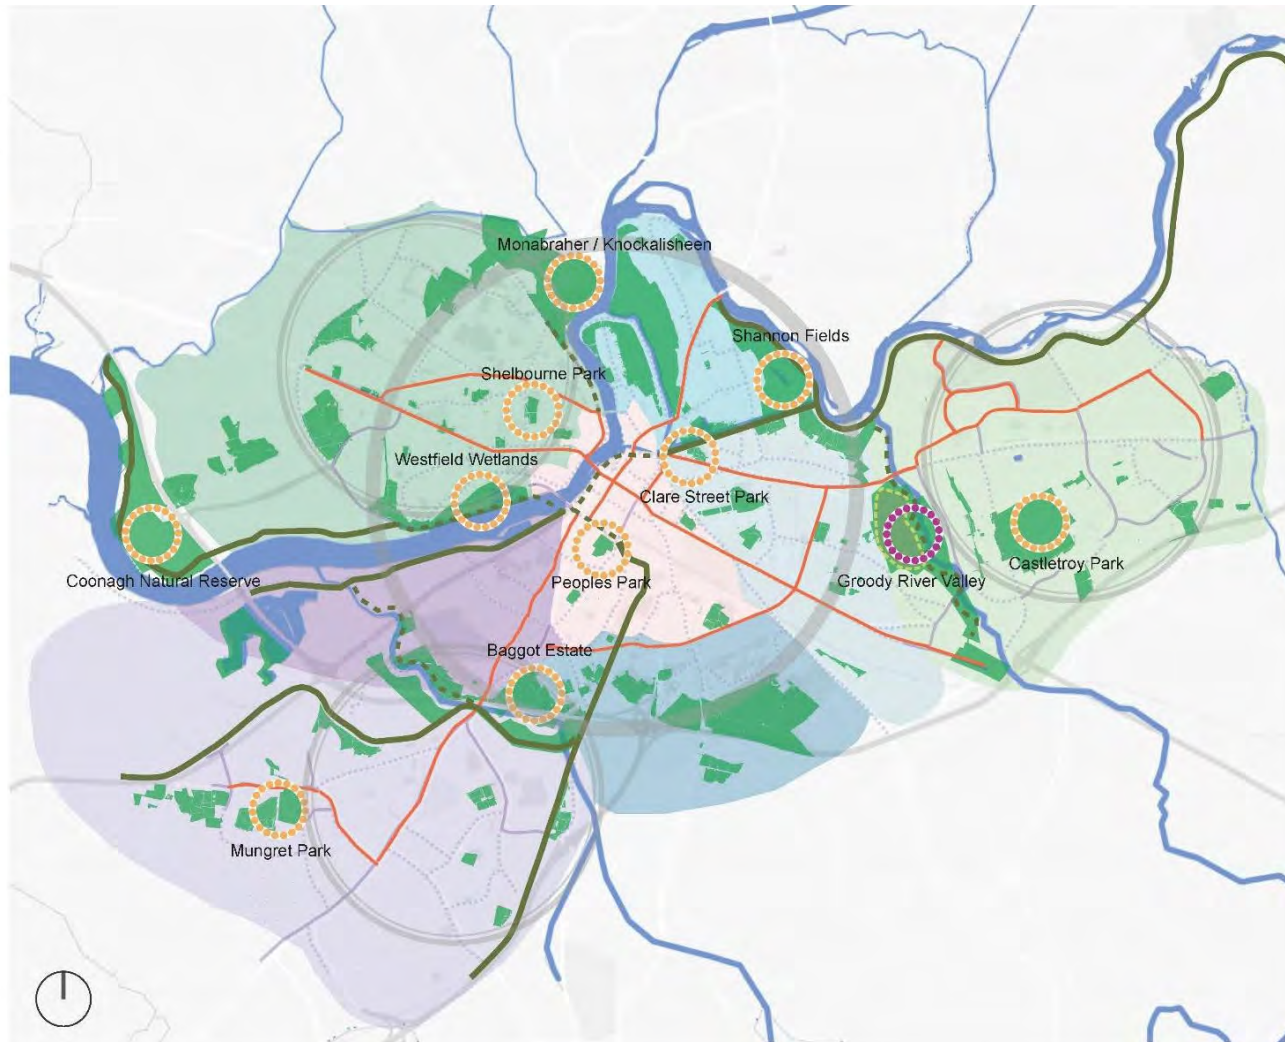 Monabraher / Knockalisheen
Shannon Fields
Shelbourne Park
Westfield Wetlands
Clare Street Park
Coonagh Natural Reserve
Peoples Park
Groody River Valley
Castletroy Park
Baggot Estate
Mungret Park